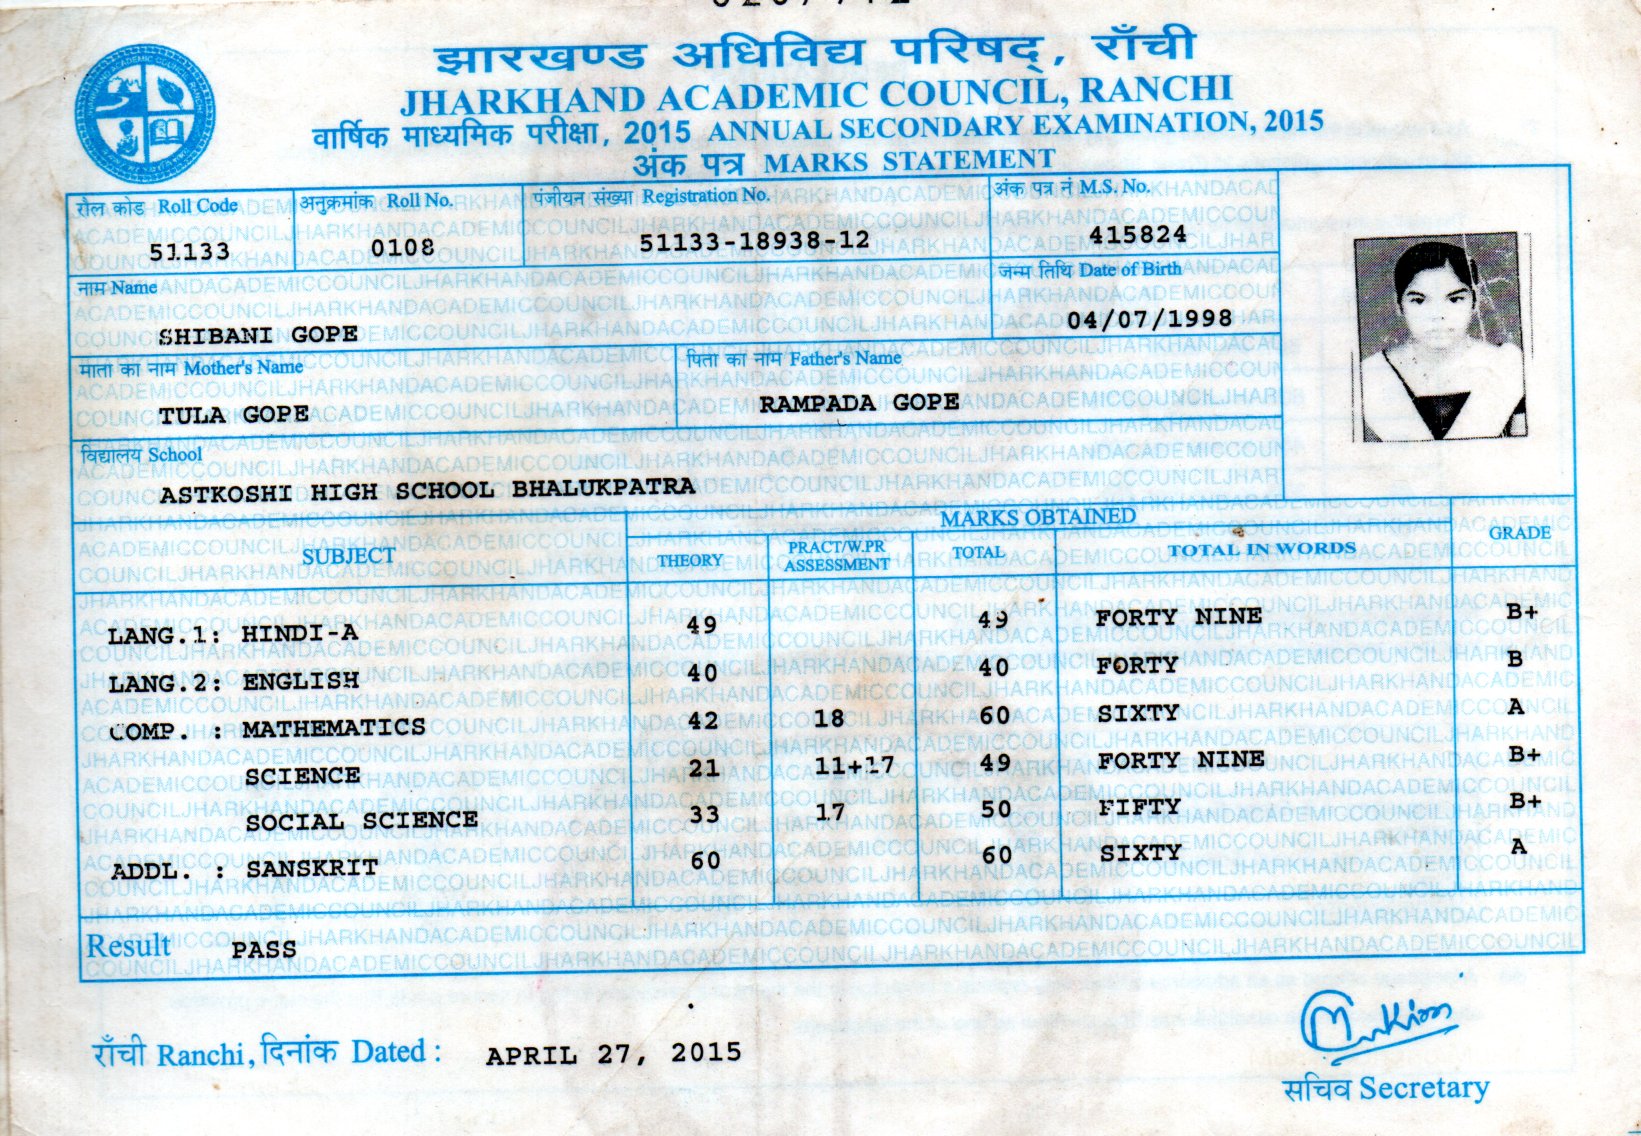 झारखण्ड अधिविद्य परिषद्, राँची
JHARKHAND ACADEMIC COUNCIL, RANCHI
वार्षिक माध्यमिक परीक्षा, 2015 ANNUAL SECONDARY EXAMINATION, 2015
अंक पत्र MARKS STATEMENT
रौल कोड Roll Code अनुक्रमांक Roll No. पंजीयन संख्या Registration No. अंक पत्र नं M.S. No.
51133 0108 51133-18938-12 415824
नाम Name जन्म तिथि Date of Birth
SHIBANI GOPE 04/07/1998
माता का नाम Mother's Name पिता का नाम Father's Name
TULA GOPE RAMPADA GOPE
विद्यालय School
ASTKOSHI HIGH SCHOOL BHALUKPATRA
MARKS OBTAINED
SUBJECT THEORY PRACT/W.PR ASSESSMENT TOTAL TOTAL IN WORDS GRADE
LANG.1: HINDI-A 49 49 FORTY NINE B+
LANG.2: ENGLISH 40 40 FORTY B
COMP. : MATHEMATICS 42 18 60 SIXTY A
SCIENCE 21 11+17 49 FORTY NINE B+
SOCIAL SCIENCE 33 17 50 FIFTY B+
ADDL. : SANSKRIT 60 60 SIXTY A
Result PASS
राँची Ranchi, दिनांक Dated : APRIL 27, 2015
सचिव Secretary